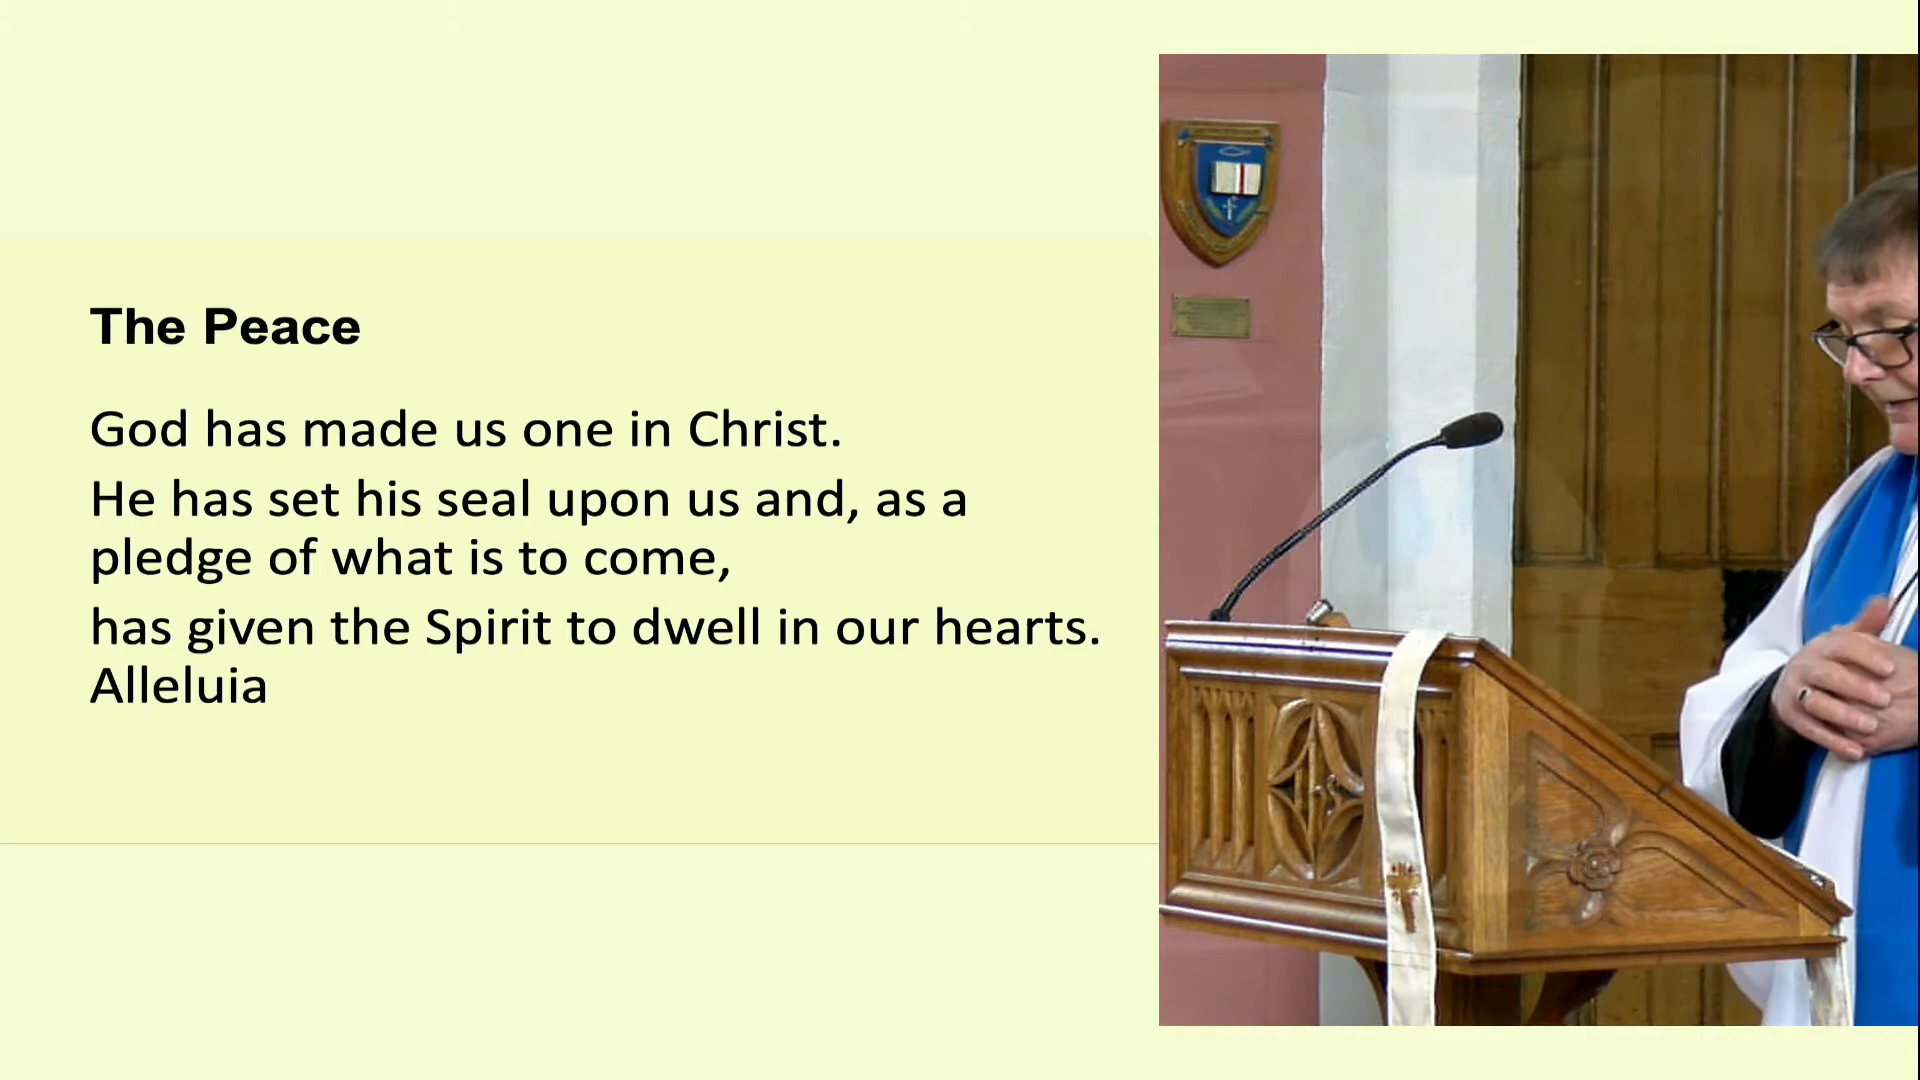 The Peace
God has made us one in Christ.
He has set his seal upon us and, as a
pledge of what is to come,
has given the Spirit to dwell in our hearts.
Alleluia